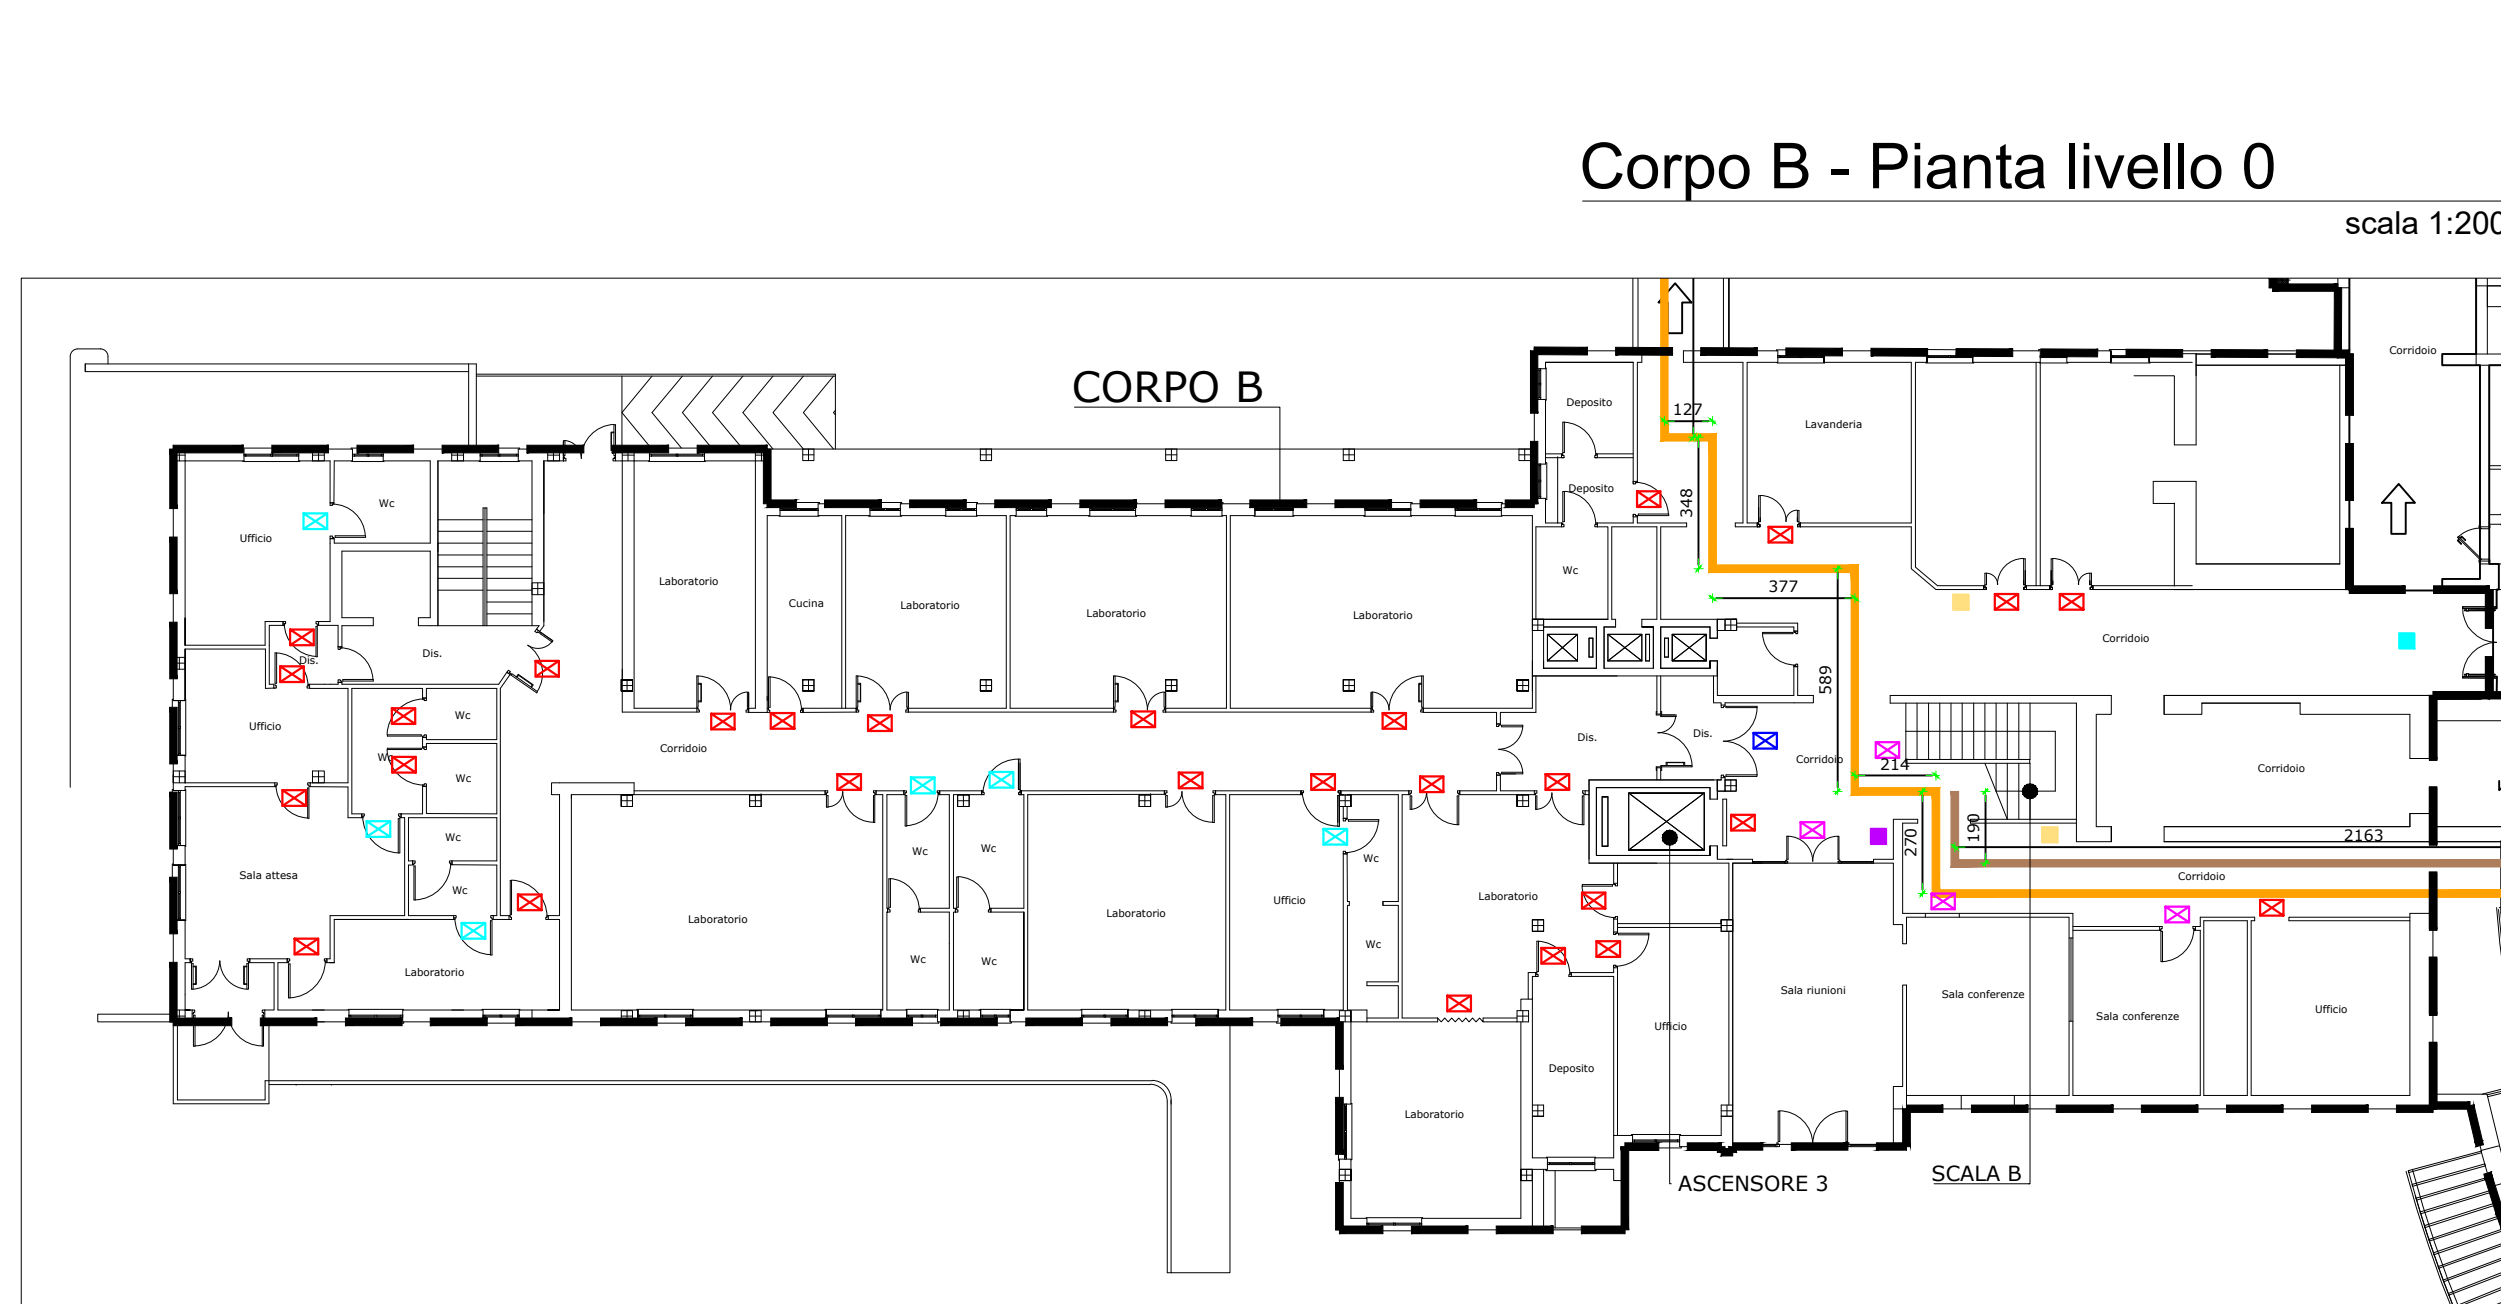 Corpo B - Pianta livello 0
scala 1:200
Corridoio
CORPO B
Deposito
127
Lavanderia
Deposito
348
Wc
Ufficio
Wc
377
Laboratorio
Cucina
Laboratorio
Laboratorio
Laboratorio
Corridoio
Dis.
Dis.
589
Wc
Ufficio
Wc
Corridoio
Dis.
Dis.
Corridoio
214
Corridoio
Wc
Wc
190
270
2163
Wc
Wc
Wc
Sala attesa
Corridoio
Wc
Laboratorio
Laboratorio
Ufficio
Laboratorio
Wc
Wc
Wc
Laboratorio
Sala riunioni
Sala conferenze
Sala conferenze
Ufficio
Ufficio
Deposito
Laboratorio
SCALA B
ASCENSORE 3